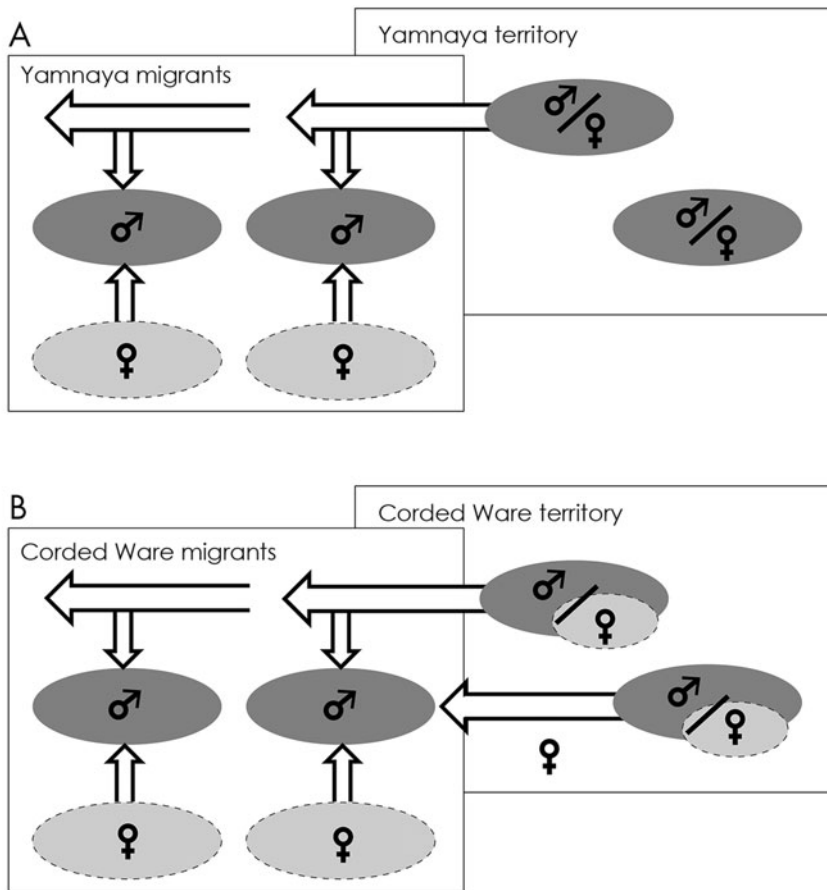 A
Yamnaya territory
Yamnaya migrants
♂/♀
♂ ♂
♂/♀
♀ ♀
B
Corded Ware territory
Corded Ware migrants
♂/♀
♂ ♂
♂/♀
♀
♀ ♀